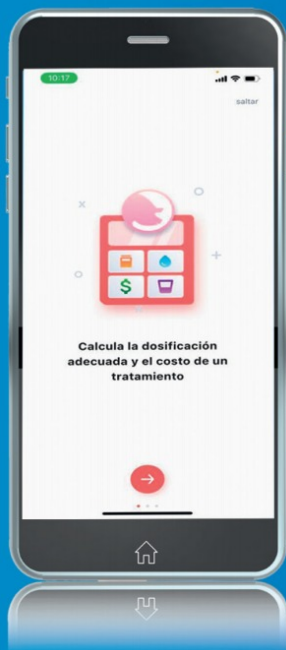 10:17
saltar
$
Calcula la dosificación
adecuada y el costo de un
tratamiento